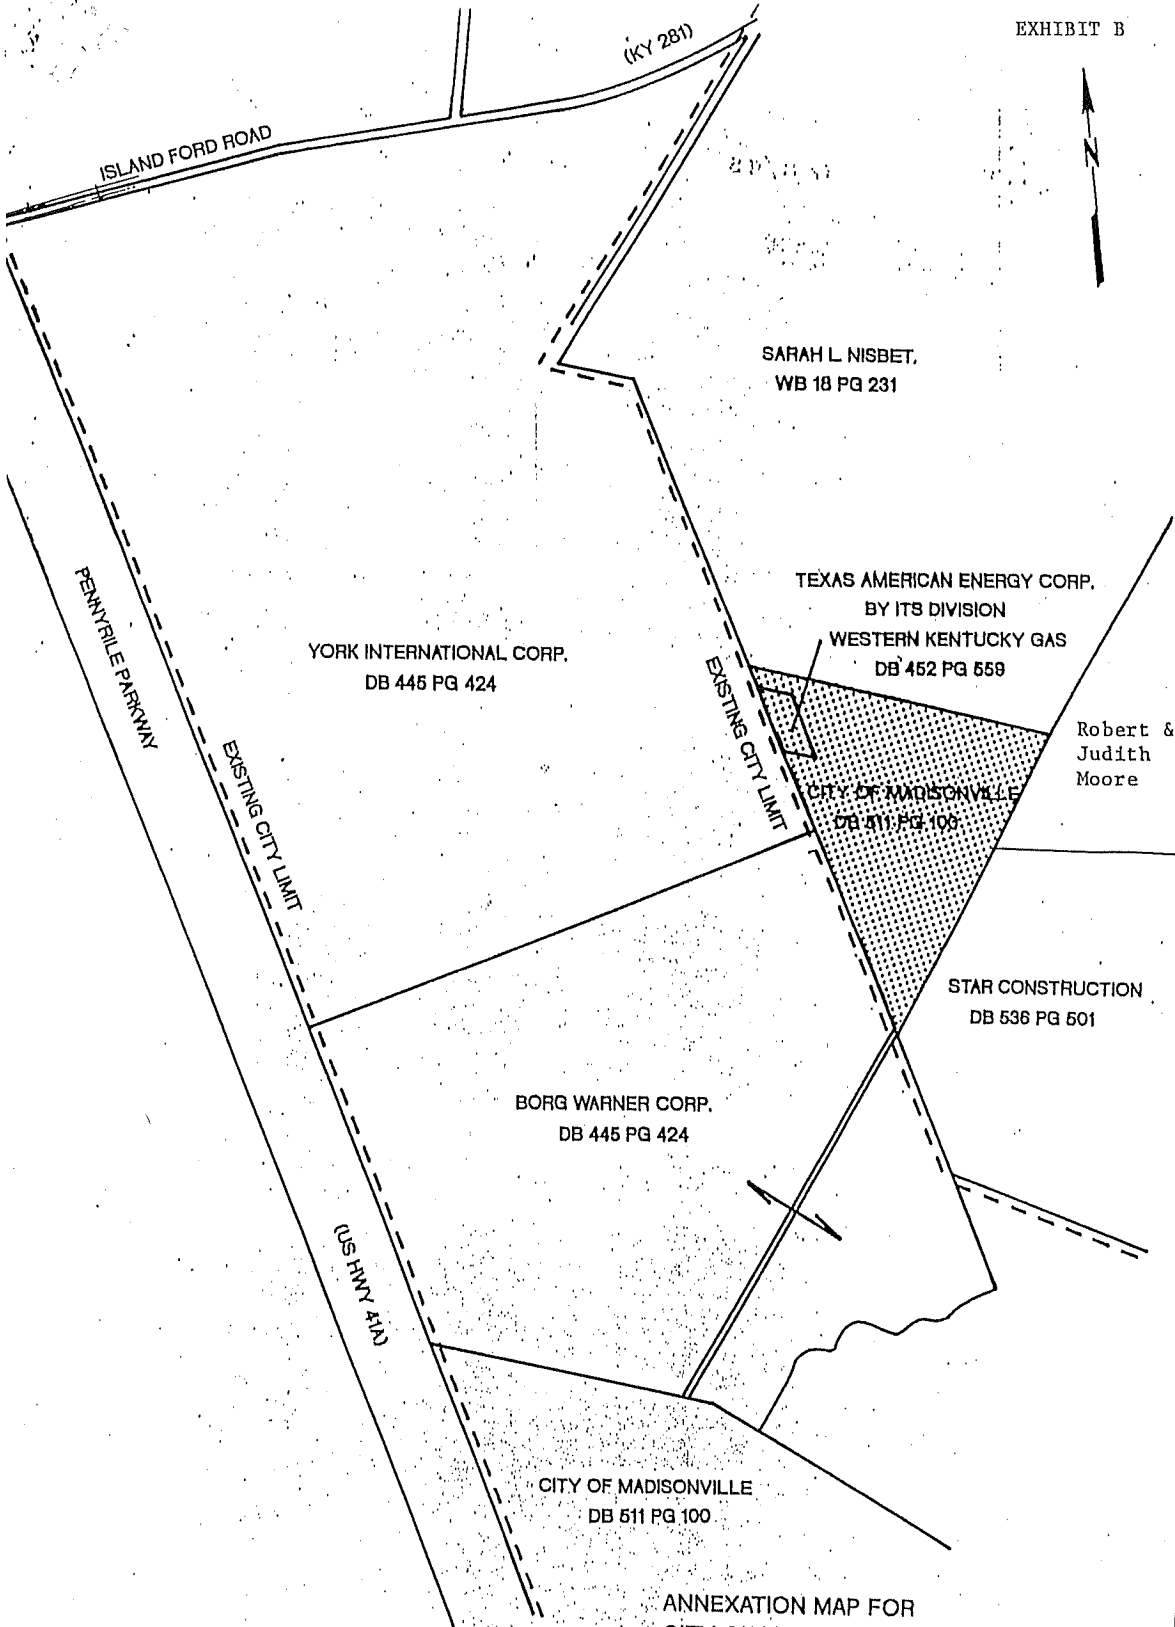 EXHIBIT B
(KY 281)
ISLAND FORD ROAD
N
SARAH L NISBET.
WB 18 PG 231
PENNYRILE PARKWAY
TEXAS AMERICAN ENERGY CORP.
BY ITS DIVISION
WESTERN KENTUCKY GAS
DB 452 PG 559
YORK INTERNATIONAL CORP.
DB 445 PG 424
EXISTING CITY LIMIT
EXISTING CITY LIMIT
Robert &
Judith
Moore
CITY OF MADISONVILLE
DB 511 PG 100
STAR CONSTRUCTION
DB 536 PG 501
BORG WARNER CORP.
DB 445 PG 424
(US HWY 41A)
CITY OF MADISONVILLE
DB 511 PG 100
ANNEXATION MAP FOR